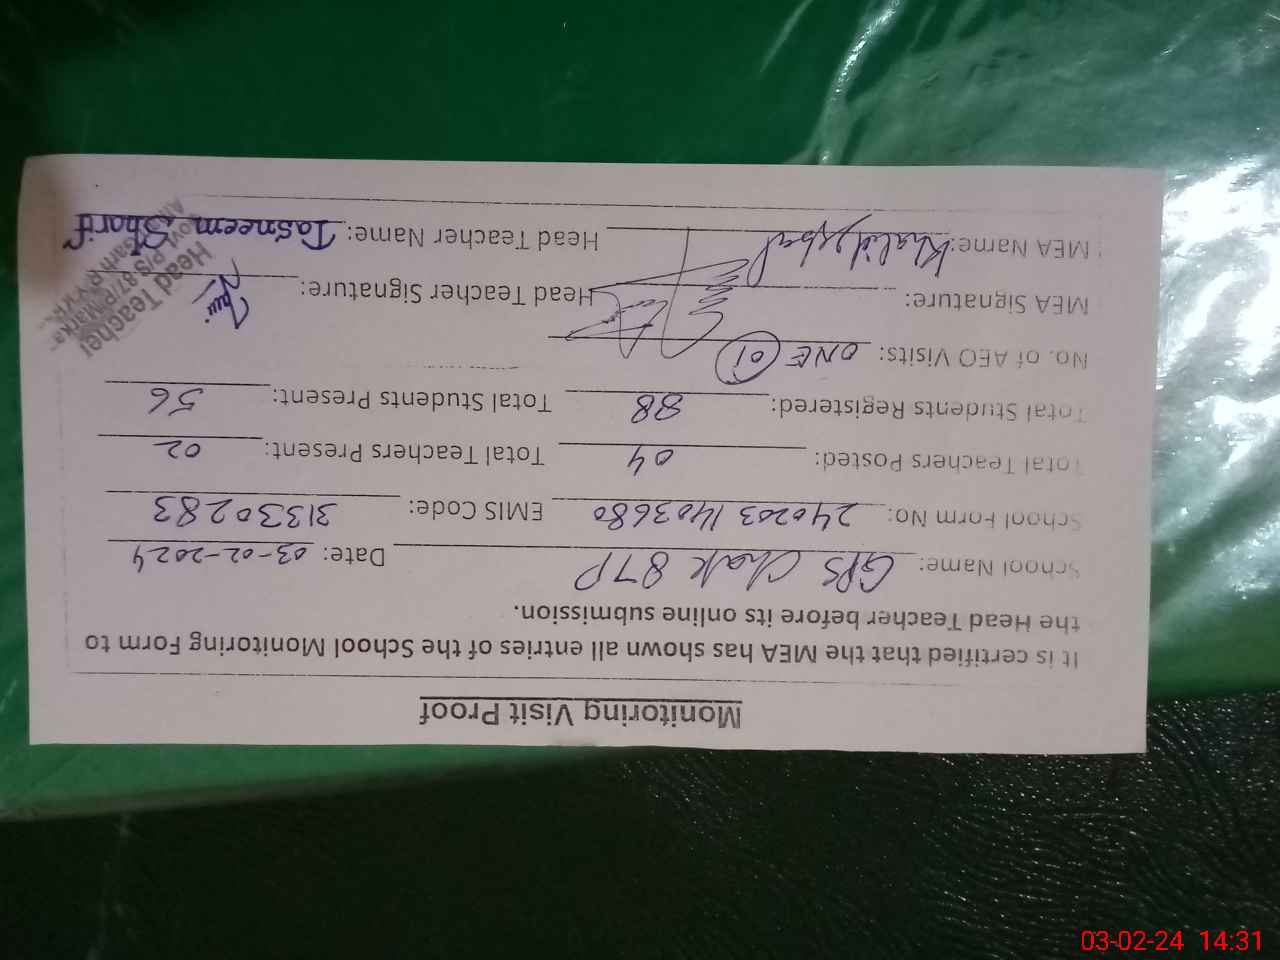 Monitoring Visit Proof
It is certified that the MEA has shown all entries of the School Monitoring Form to
the Head Teacher before its online submission.
School Name: GPS Chak 87P Date: 03-02-2024
School Form No: 2402031403680 EMIS Code: 31330283
Total Teachers Posted: 04 Total Teachers Present: 02
Total Students Registered: 88 Total Students Present: 56
No. of AEO Visits: ONE 01
MEA Signature: Head Teacher Signature:
MEA Name: Khalid Head Teacher Name: Tasneem Sharif
Head Teacher
P/S 87/P
03-02-24 14:31